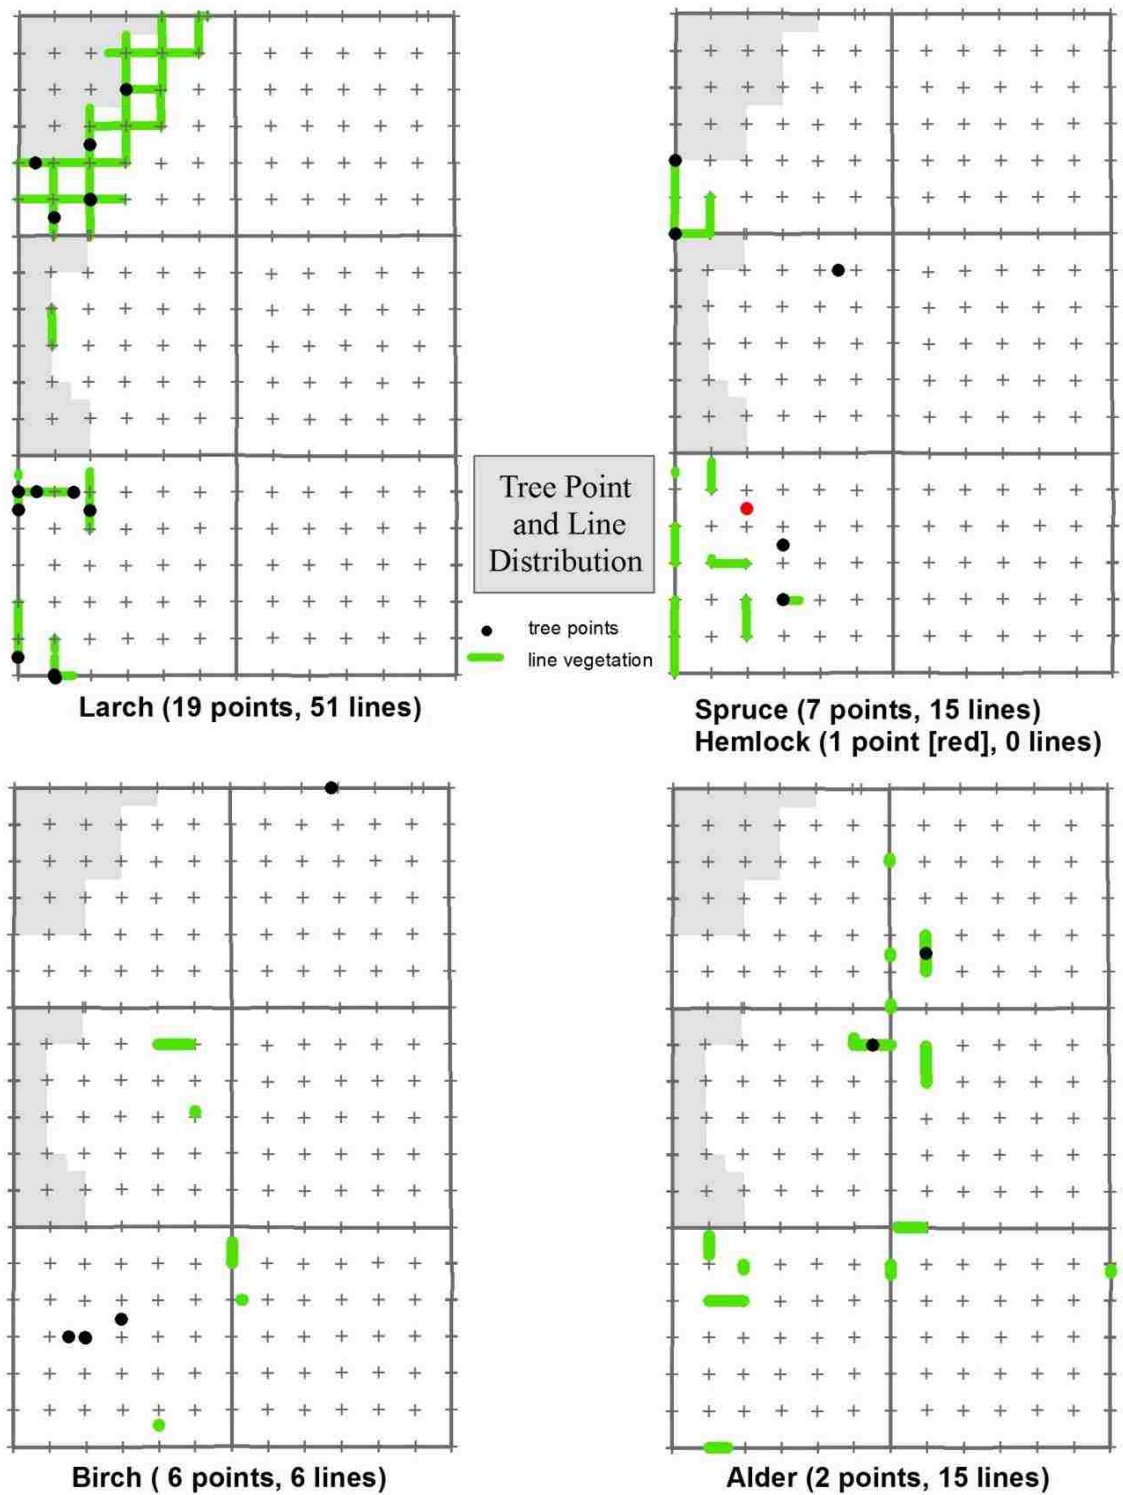 Tree Point
and Line
Distribution
tree points
line vegetation
Larch (19 points, 51 lines)
Spruce (7 points, 15 lines)
Hemlock (1 point [red], 0 lines)
Birch ( 6 points, 6 lines)
Alder (2 points, 15 lines)